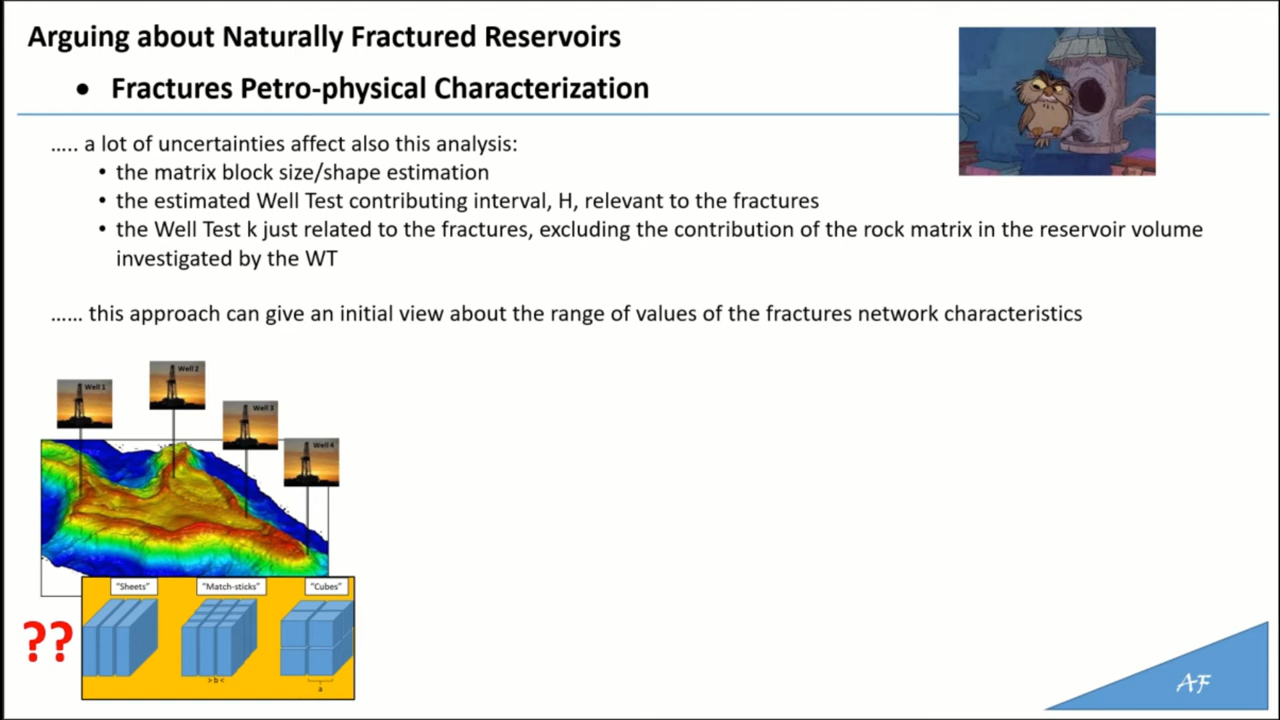 Arguing about Naturally Fractured Reservoirs
• Fractures Petro-physical Characterization
..... a lot of uncertainties affect also this analysis:
• the matrix block size/shape estimation
• the estimated Well Test contributing interval, H, relevant to the fractures
• the Well Test k just related to the fractures, excluding the contribution of the rock matrix in the reservoir volume
investigated by the WT
...... this approach can give an initial view about the range of values of the fractures network characteristics
Well 1
Well 2
Well 3
Well 4
"Sheets" "Match-sticks" "Cubes"
??
> b <
a
AF